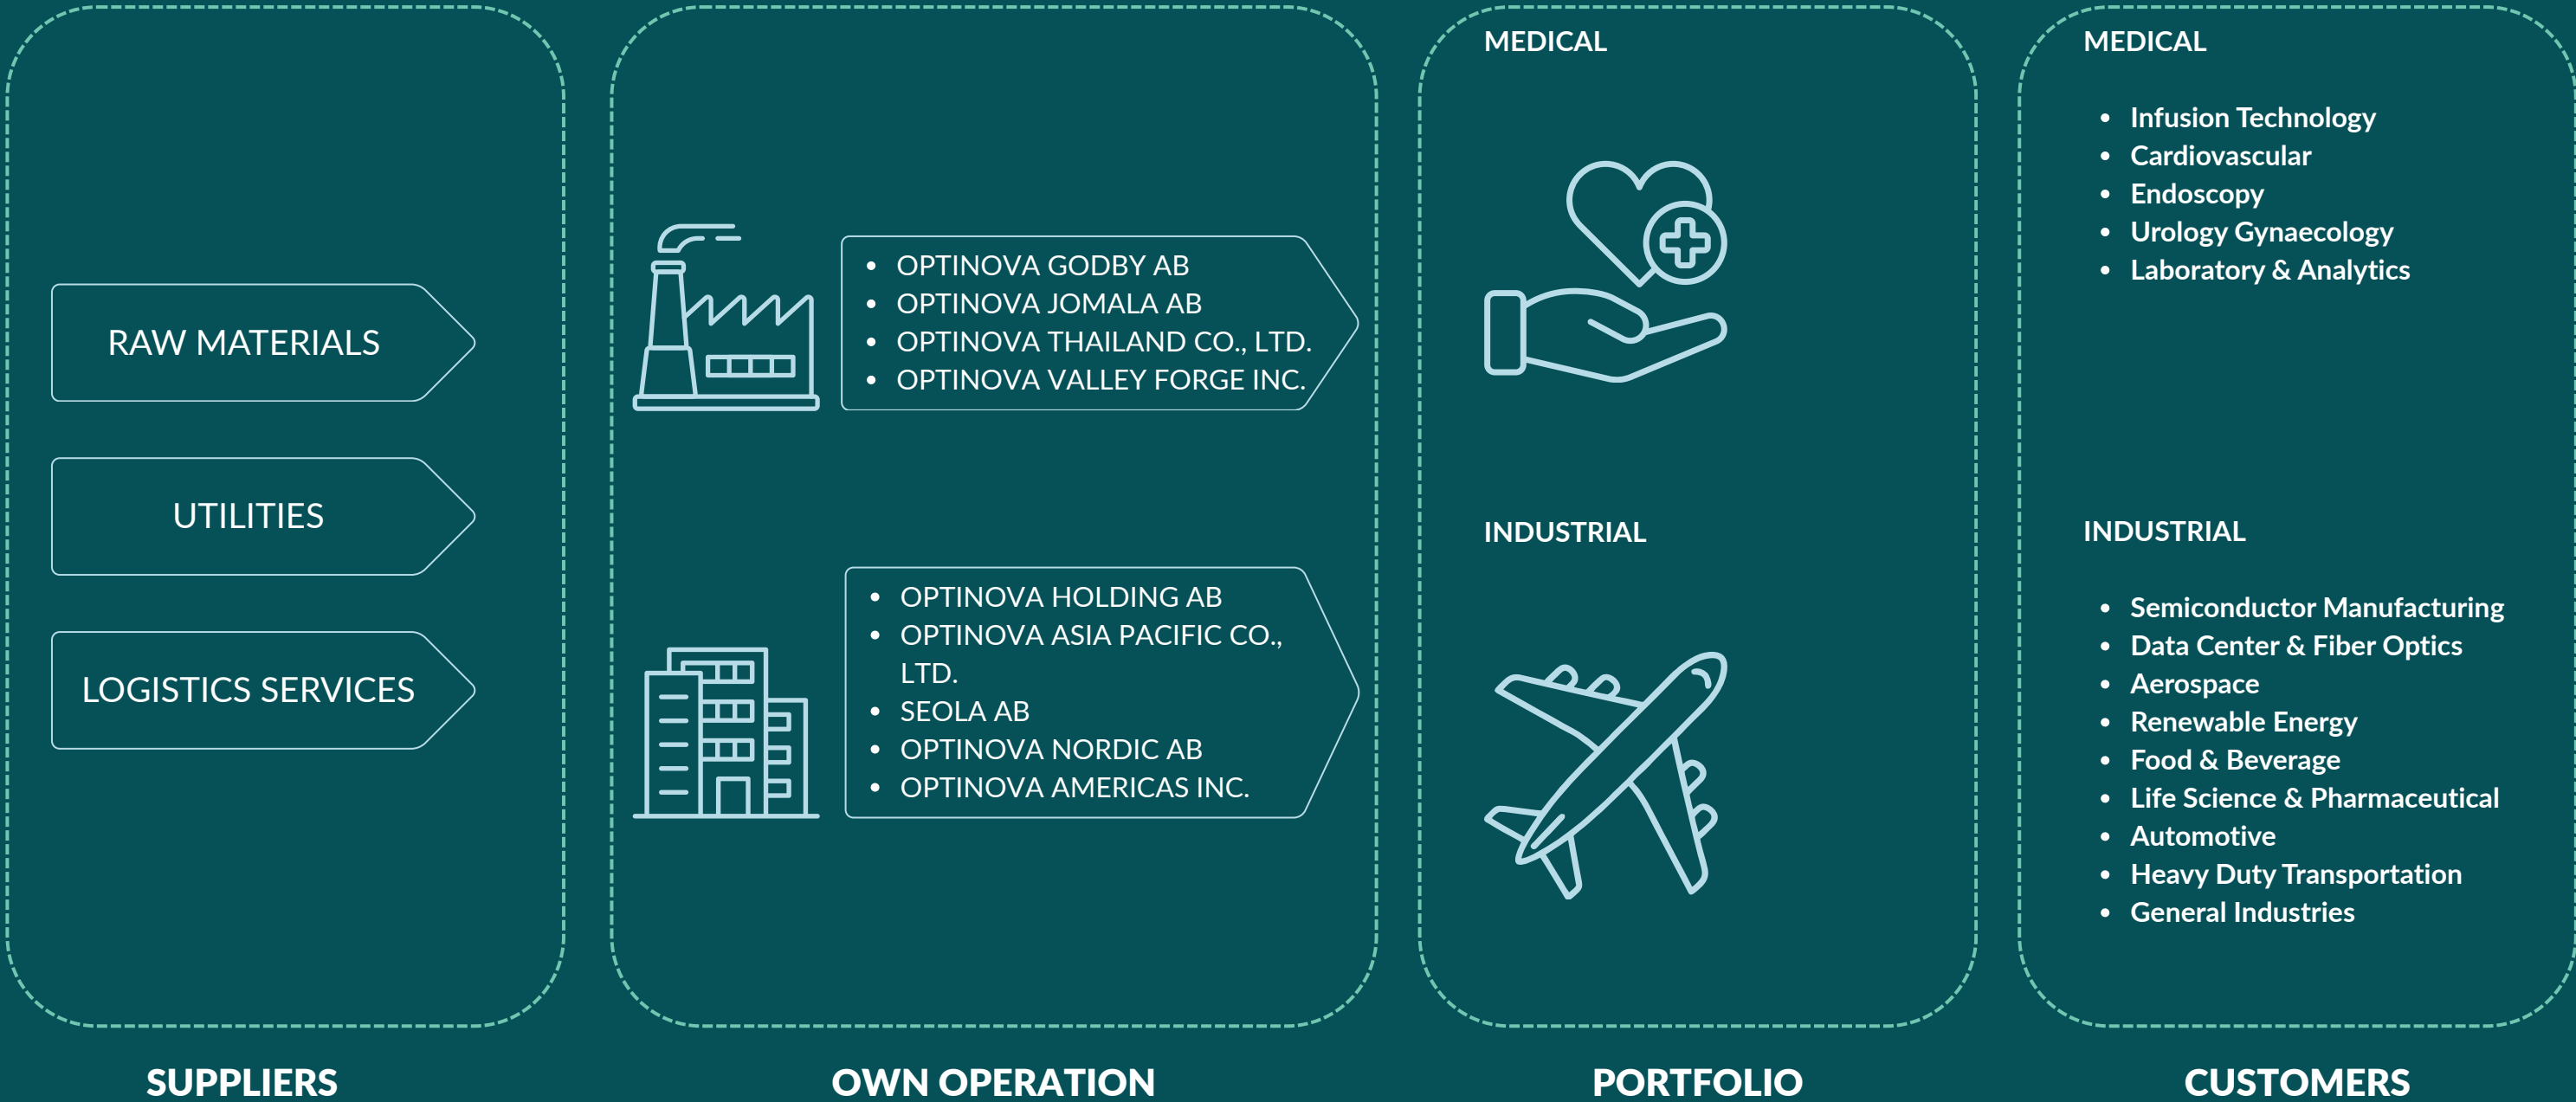 RAW MATERIALS
UTILITIES
LOGISTICS SERVICES
SUPPLIERS
• OPTINOVA GODBY AB
• OPTINOVA JOMALA AB
• OPTINOVA THAILAND CO., LTD.
• OPTINOVA VALLEY FORGE INC.
• OPTINOVA HOLDING AB
• OPTINOVA ASIA PACIFIC CO.,
LTD.
• SEOLA AB
• OPTINOVA NORDIC AB
• OPTINOVA AMERICAS INC.
OWN OPERATION
MEDICAL
INDUSTRIAL
PORTFOLIO
MEDICAL
• Infusion Technology
• Cardiovascular
• Endoscopy
• Urology Gynaecology
• Laboratory & Analytics
INDUSTRIAL
• Semiconductor Manufacturing
• Data Center & Fiber Optics
• Aerospace
• Renewable Energy
• Food & Beverage
• Life Science & Pharmaceutical
• Automotive
• Heavy Duty Transportation
• General Industries
CUSTOMERS